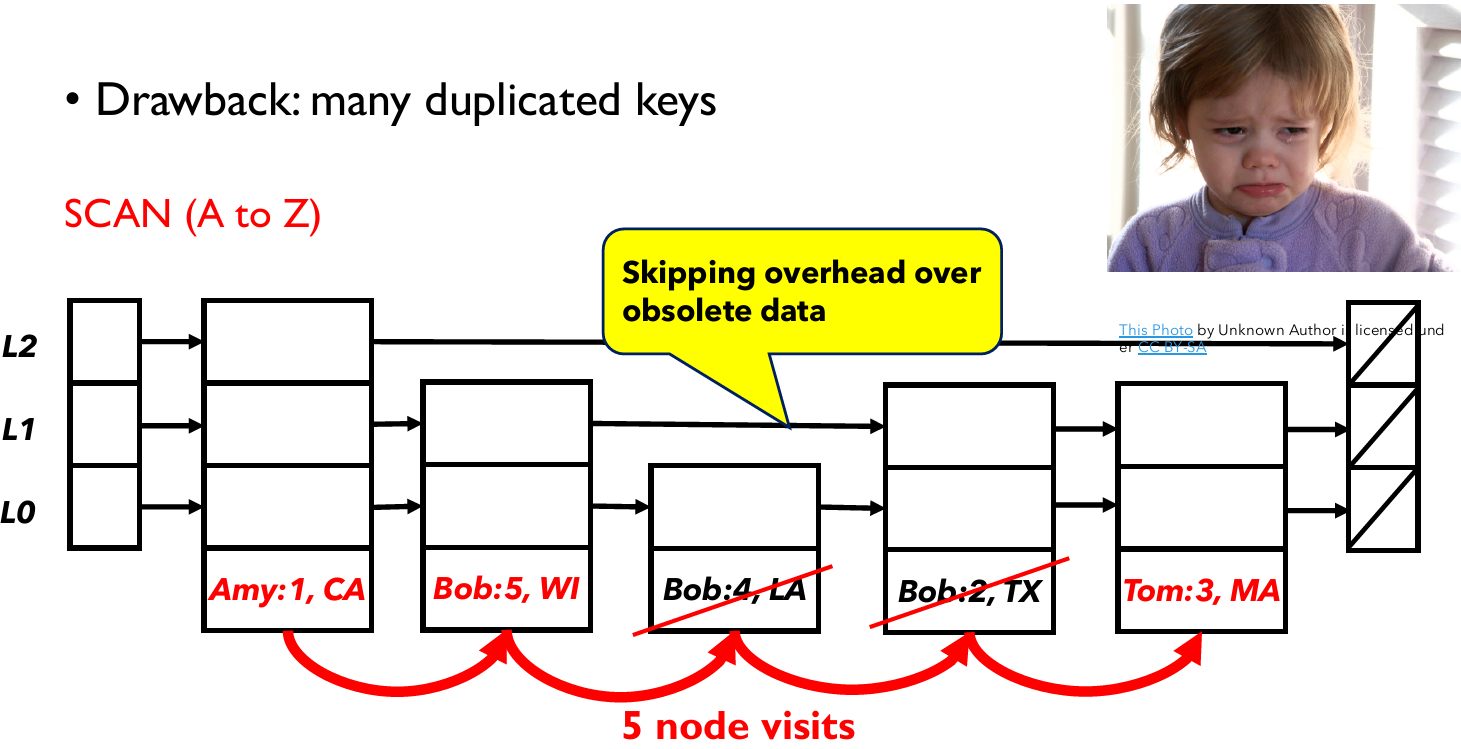 • Drawback: many duplicated keys
SCAN (A to Z)
Skipping overhead over
obsolete data
This Photo by Unknown Author is licensed und
er CC BY-SA
L2
L1
L0
Amy:1, CA
Bob:5, WI
Bob:4, LA
Bob:2, TX
Tom:3, MA
5 node visits